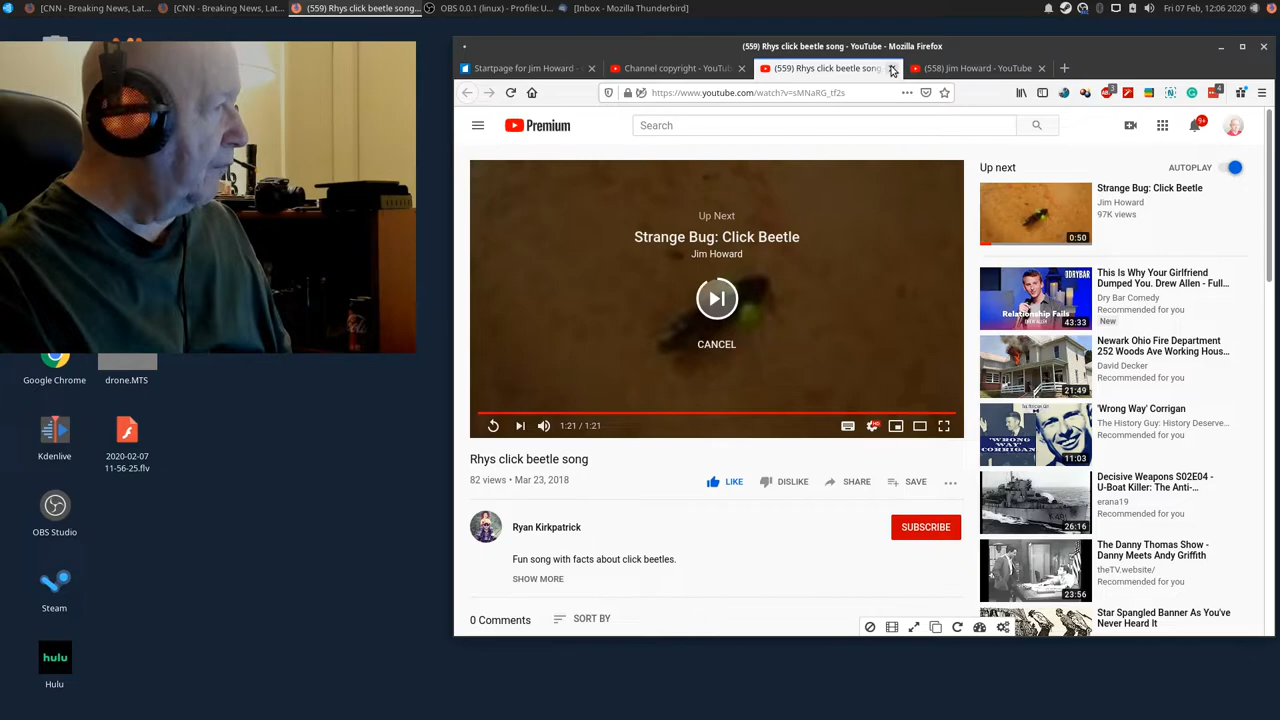 [CNN - Breaking News, Lat...
[CNN - Breaking News, Lat...
(559) Rhys click beetle song...
OBS 0.0.1 (linux) - Profile: U...
[Inbox - Mozilla Thunderbird]
Fri 07 Feb, 12:06 2020
(559) Rhys click beetle song - YouTube - Mozilla Firefox
Startpage for Jim Howard -
Channel copyright - YouTub
(559) Rhys click beetle song
(558) Jim Howard - YouTube
https://www.youtube.com/watch?v=sMNaRG_tf2s
3
4
Premium
Search
9+
Up Next
Strange Bug: Click Beetle
Jim Howard
CANCEL
1:21 / 1:21
HD
Rhys click beetle song
82 views • Mar 23, 2018
LIKE
DISLIKE
SHARE
SAVE
Ryan Kirkpatrick
SUBSCRIBE
Fun song with facts about click beetles.
SHOW MORE
0 Comments
SORT BY
Up next
AUTOPLAY
Strange Bug: Click Beetle
Jim Howard
97K views
0:50
This Is Why Your Girlfriend
Dumped You. Drew Allen - Full...
Dry Bar Comedy
Recommended for you
New
DRYBAR
Relationship Fails
43:33
Newark Ohio Fire Department
252 Woods Ave Working Hous...
David Decker
Recommended for you
21:49
'Wrong Way' Corrigan
The History Guy: History Deserve...
Recommended for you
"WRONG
WAY"
CORRIGAN
11:03
Decisive Weapons S02E04 -
U-Boat Killer: The Anti-...
erana19
Recommended for you
26:16
The Danny Thomas Show -
Danny Meets Andy Griffith
theTV.website/
Recommended for you
23:56
Star Spangled Banner As You've
Never Heard It
Google Chrome
drone.MTS
Kdenlive
2020-02-07
11-56-25.flv
OBS Studio
Steam
hulu
Hulu